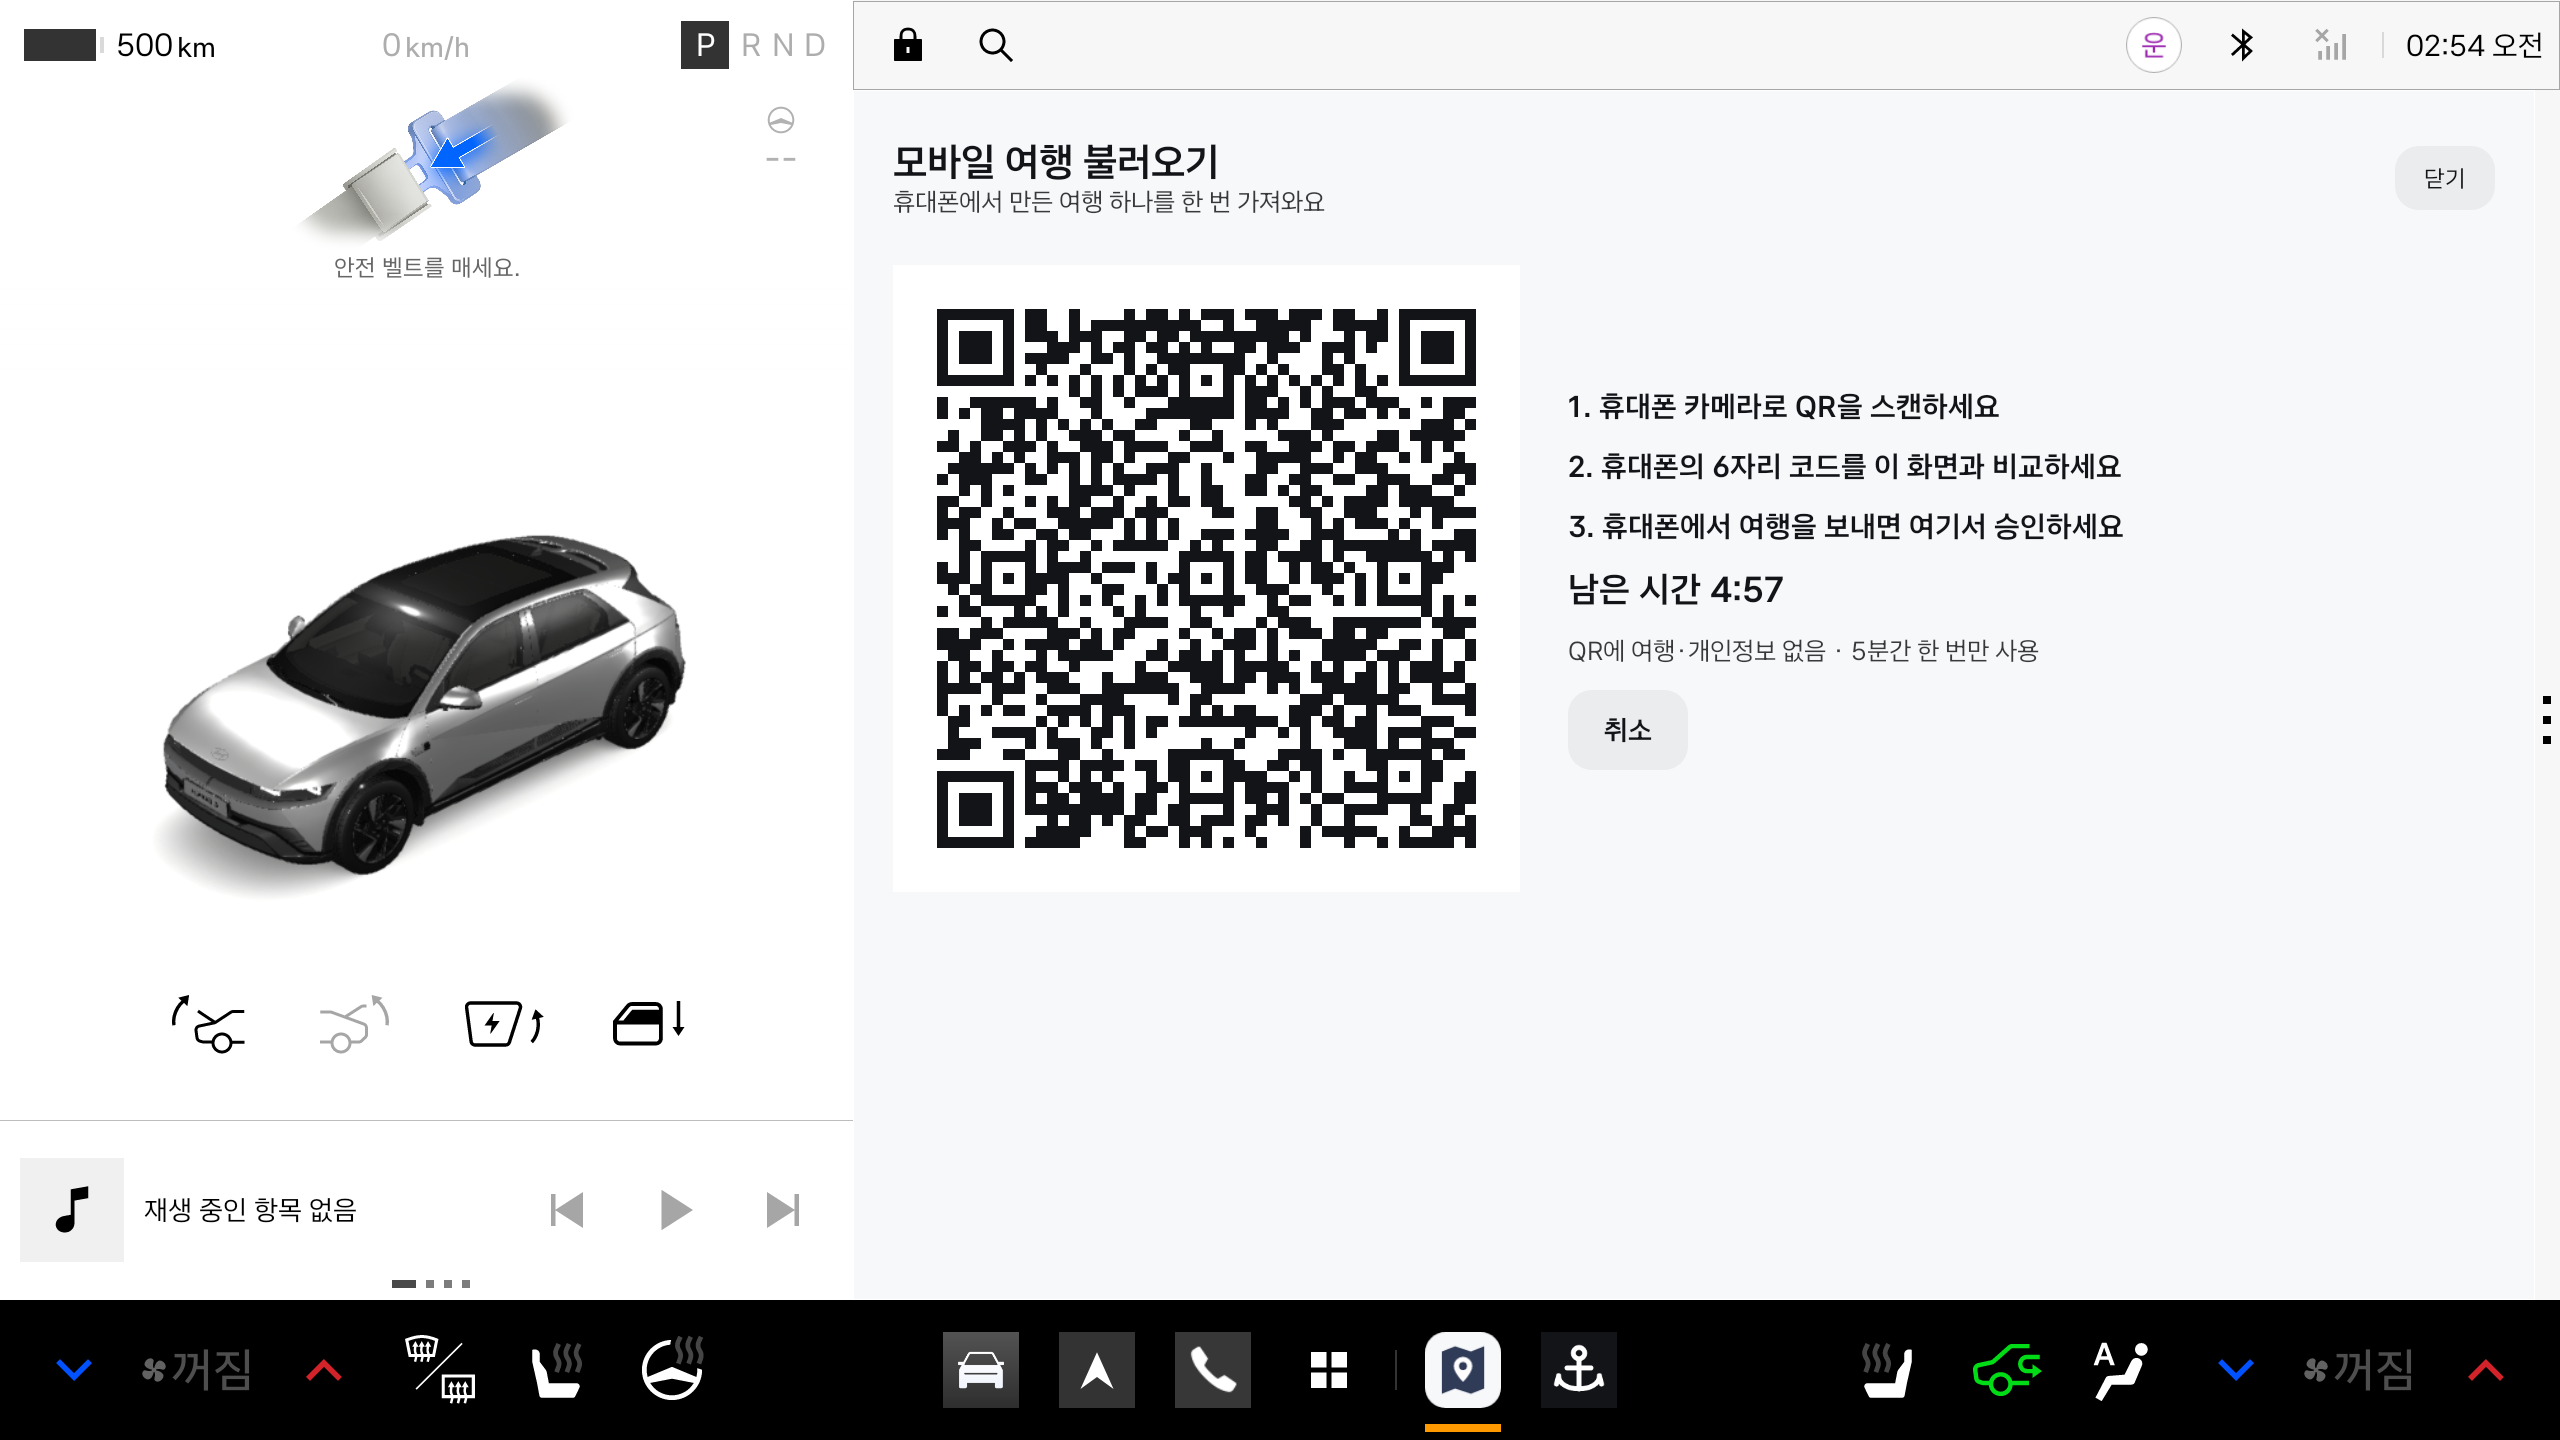 500 km
0 km/h
P R N D
안전 벨트를 매세요.
재생 중인 항목 없음
운
02:54 오전
모바일 여행 불러오기
휴대폰에서 만든 여행 하나를 한 번 가져와요
닫기
1. 휴대폰 카메라로 QR을 스캔하세요
2. 휴대폰의 6자리 코드를 이 화면과 비교하세요
3. 휴대폰에서 여행을 보내면 여기서 승인하세요
남은 시간 4:57
QR에 여행·개인정보 없음 · 5분간 한 번만 사용
취소
꺼짐
A
꺼짐